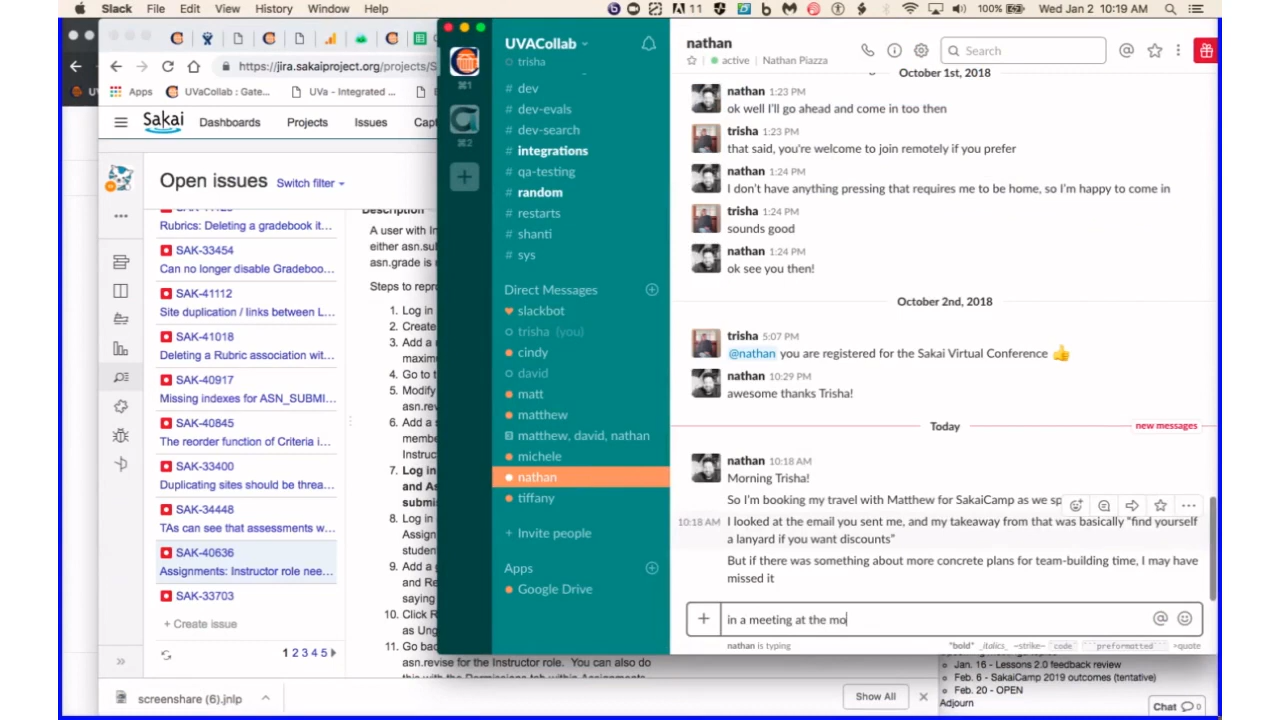 Slack File Edit View History Window Help
11 100% Wed Jan 2 10:19 AM
https://jira.sakaiproject.org/projects/S
Apps UVACollab : Gate... UVa - Integrated ...
Sakai Dashboards Projects Issues
Open issues Switch filter
Rubrics: Deleting a gradebook it...
SAK-33454
Can no longer disable Gradeboo...
SAK-41112
Site duplication / links between L...
SAK-41018
Deleting a Rubric association wit...
SAK-40917
Missing indexes for ASN_SUBMI...
SAK-40845
The reorder function of Criteria i...
SAK-33400
Duplicating sites should be threa...
SAK-34448
TAs can see that assessments w...
SAK-40636
Assignments: Instructor role nee...
SAK-33703
+ Create issue
1 2 3 4 5
Description
A user with In
either asn.sub
asn.grade is
Steps to repro
1. Log in
2. Create
3. Add a
maxim
4. Go to t
5. Modify
asn.rev
6. Add a
membe
Instruc
7. Log in
and As
submis
8. Log in
Assign
studen
9. Add a
and Re
saying
10. Click R
as Ung
11. Go bac
asn.revise for the Instructor role. You can also do
this with the Permissions tab within Assignments
UVACollab
trisha
⌘1
⌘2
# dev
# dev-evals
# dev-search
# integrations
# qa-testing
# random
# restarts
# shanti
# sys
Direct Messages
slackbot
trisha (you)
cindy
david
matt
matthew
3 matthew, david, nathan
michele
nathan
tiffany
+ Invite people
Apps
Google Drive
nathan
active | Nathan Piazza
Search
October 1st, 2018
nathan 1:23 PM
ok well I'll go ahead and come in too then
trisha 1:23 PM
that said, you're welcome to join remotely if you prefer
nathan 1:24 PM
I don't have anything pressing that requires me to be home, so I'm happy to come in
trisha 1:24 PM
sounds good
nathan 1:24 PM
ok see you then!
October 2nd, 2018
trisha 5:07 PM
@nathan you are registered for the Sakai Virtual Conference 👍
nathan 10:29 PM
awesome thanks Trisha!
Today new messages
nathan 10:18 AM
Morning Trisha!
So I'm booking my travel with Matthew for SakaiCamp as we sp
10:18 AM I looked at the email you sent me, and my takeaway from that was basically "find yourself
a lanyard if you want discounts"
But if there was something about more concrete plans for team-building time, I may have
missed it
in a meeting at the mo
nathan is typing *bold* _italics_ ~strike~ `code` ```preformatted``` >quote
Jan. 16 - Lessons 2.0 feedback review
Feb. 6 - SakaiCamp 2019 outcomes (tentative)
Feb. 20 - OPEN
Adjourn
Chat 0
screenshare (6).jnlp Show All